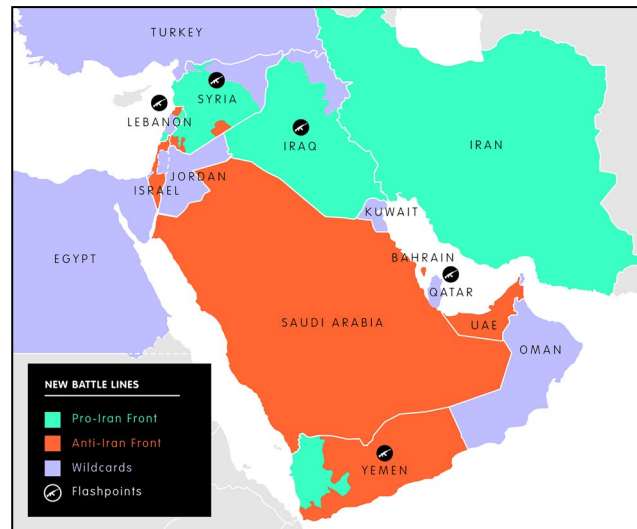 TURKEY
SYRIA
LEBANON
IRAQ
IRAN
JORDAN
ISRAEL
KUWAIT
EGYPT
BAHRAIN
QATAR
SAUDI ARABIA
UAE
OMAN
YEMEN
NEW BATTLE LINES
Pro-Iran Front
Anti-Iran Front
Wildcards
Flashpoints